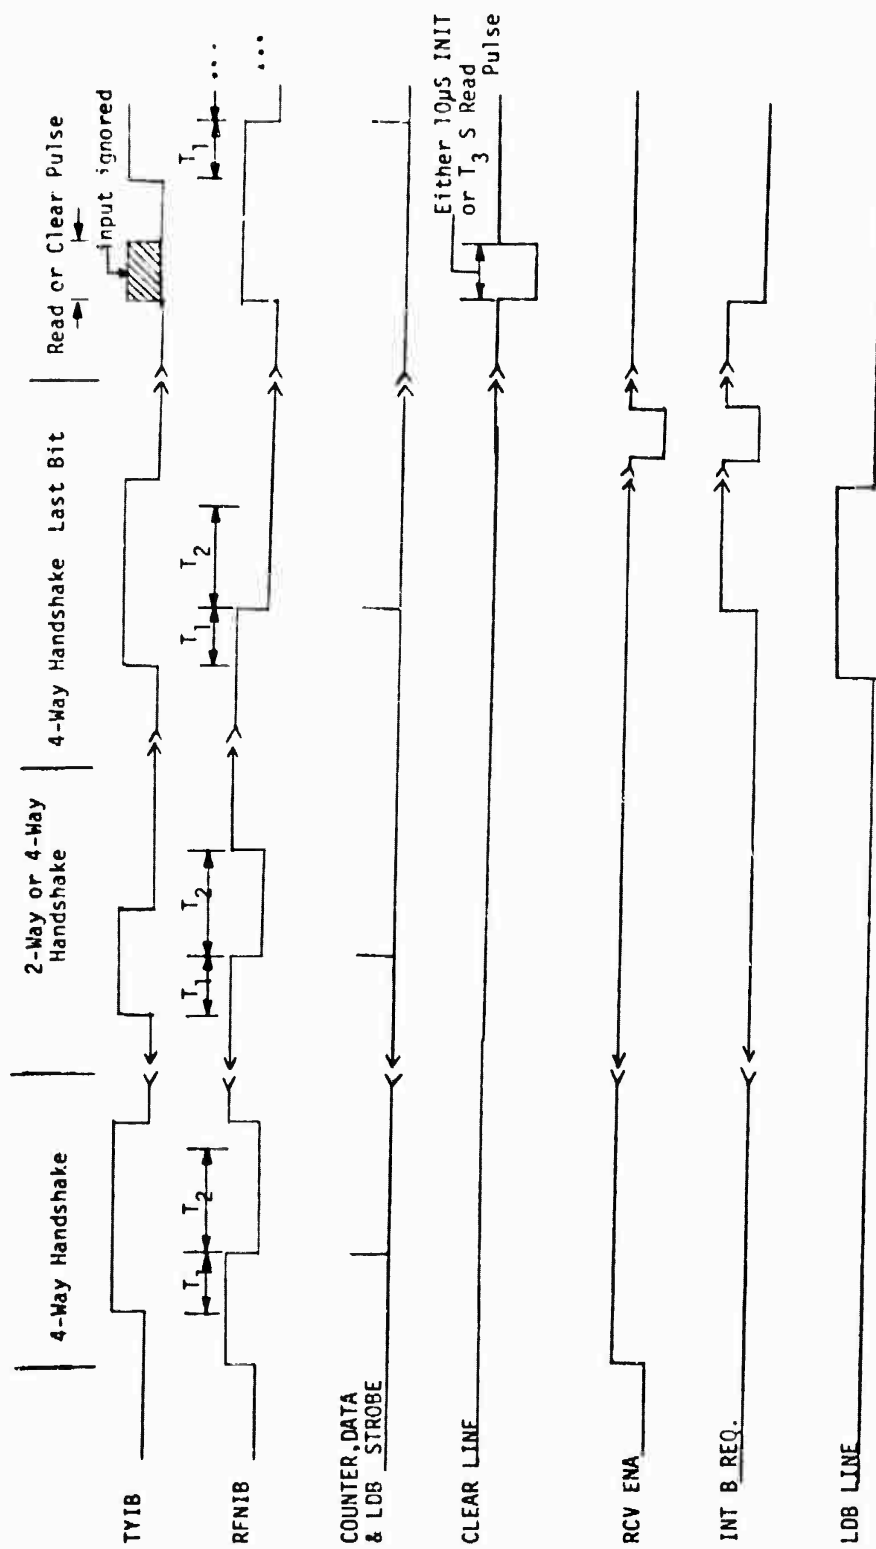 4-Way Handshake
2-Way or 4-Way
Handshake
4-Way Handshake Last Bit
Read or Clear Pulse
Input ignored
TYIB
RFNIB
T1
T2
T1
T2
T1
T2
T1
...
...
COUNTER,DATA
& LDB STROBE
CLEAR LINE
Either 10µS INIT
or T3 S Read
Pulse
RCV ENA
INT B REQ.
LDB LINE